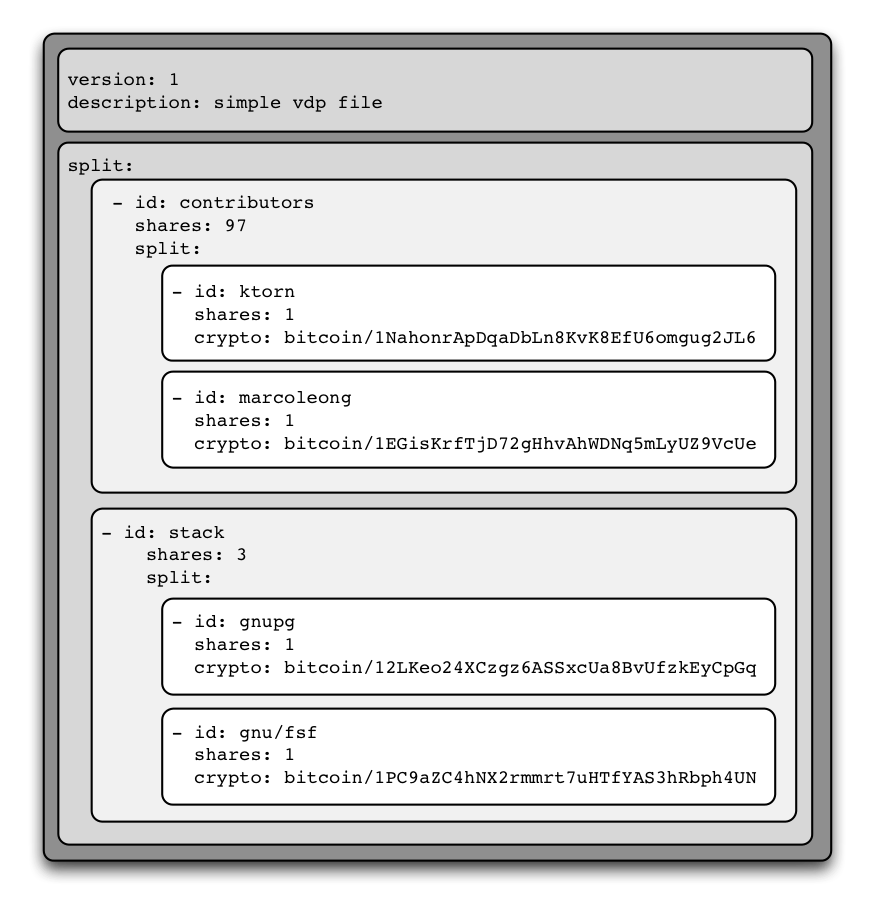 version: 1
description: simple vdp file
split:
- id: contributors
shares: 97
split:
- id: ktorn
shares: 1
crypto: bitcoin/1NahonrApDqaDbLn8KvK8EfU6omgug2JL6
- id: marcoleong
shares: 1
crypto: bitcoin/1EGisKrfTjD72gHhvAhWDNq5mLyUZ9VcUe
- id: stack
shares: 3
split:
- id: gnupg
shares: 1
crypto: bitcoin/12LKeo24XCzgz6ASSxcUa8BvUfzkEyCpGq
- id: gnu/fsf
shares: 1
crypto: bitcoin/1PC9aZC4hNX2rmmrt7uHTfYAS3hRbph4UN